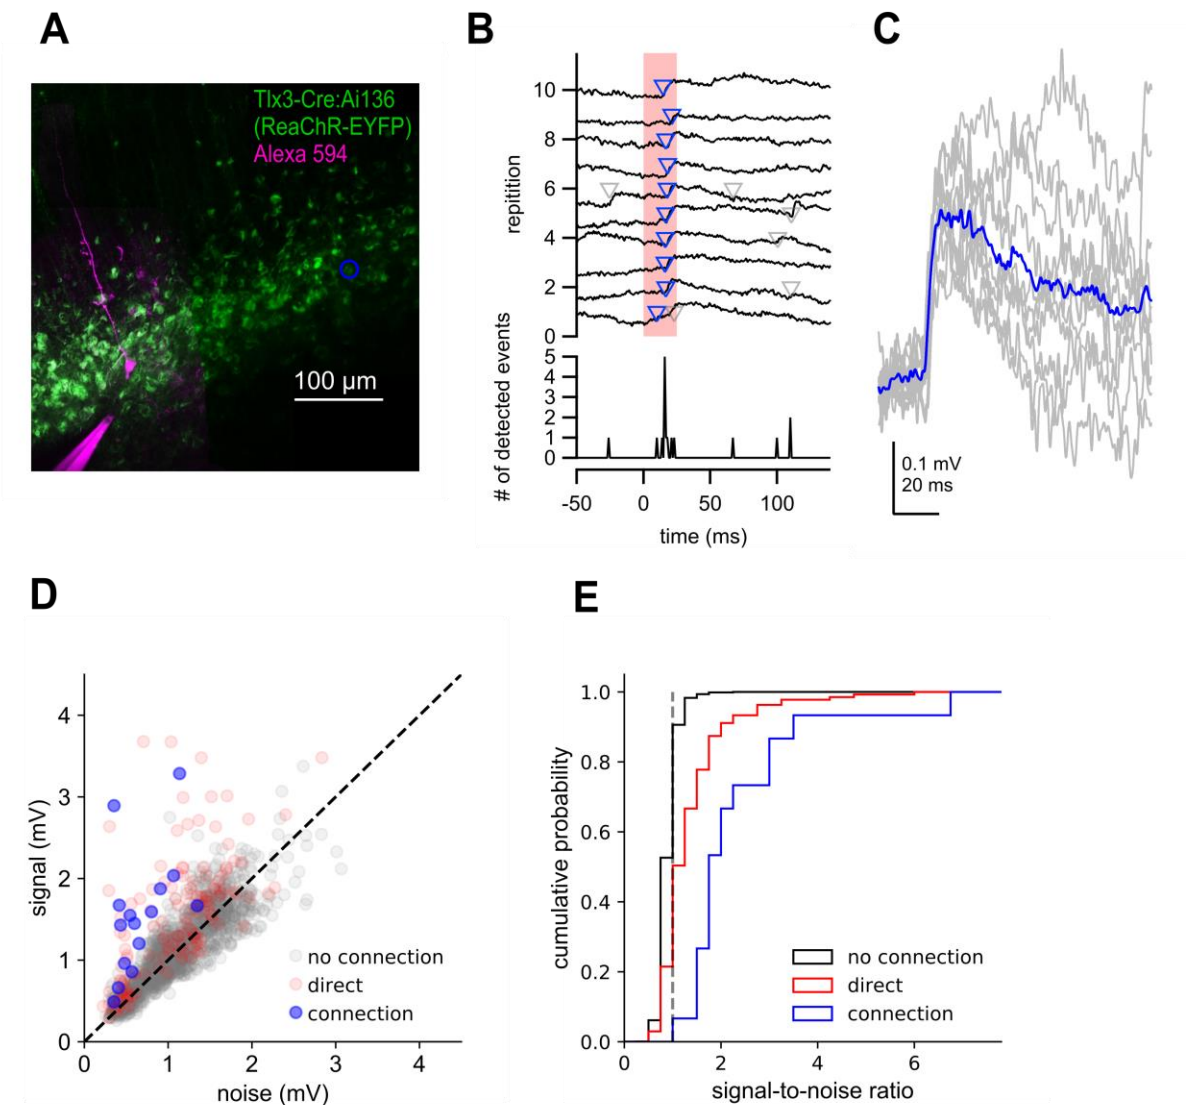 A
Tlx3-Cre:Ai136
(ReaChR-EYFP)
Alexa 594
100 µm
B
repitition
10
8
6
4
2
0
# of detected events
5
4
3
2
1
0
-50 0 50 100
time (ms)
C
0.1 mV
20 ms
D
signal (mV)
4
3
2
1
0
0 1 2 3 4
noise (mV)
no connection
direct
connection
E
cumulative probability
1.0
0.8
0.6
0.4
0.2
0.0
0 2 4 6
signal-to-noise ratio
no connection
direct
connection